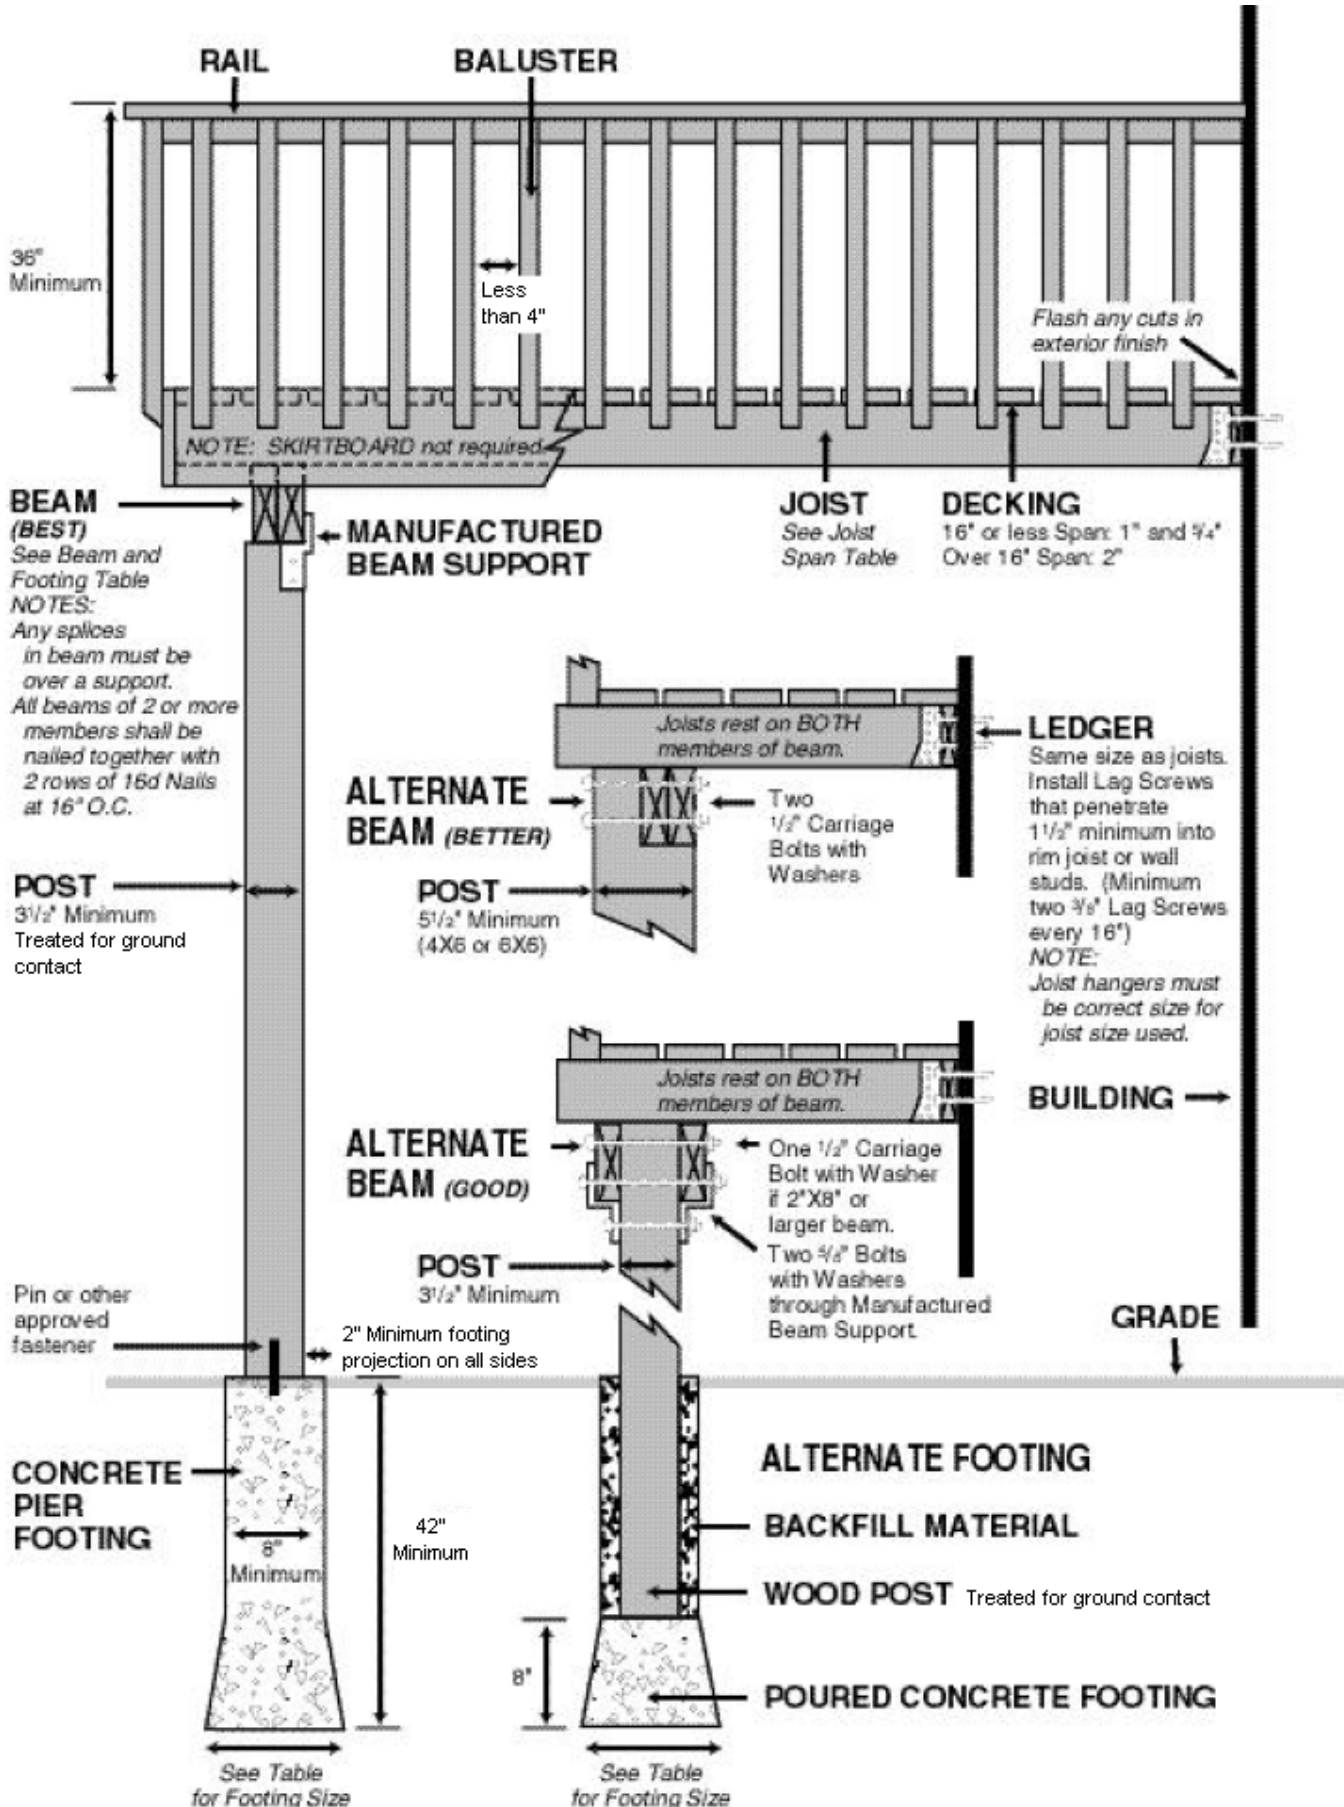 RAIL
BALUSTER
36"
Minimum
Less
than 4"
Flash any cuts in
exterior finish
NOTE: SKIRTBOARD not required.
BEAM
(BEST)
See Beam and
Footing Table
NOTES:
Any splices
in beam must be
over a support.
All beams of 2 or more
members shall be
nailed together with
2 rows of 16d Nails
at 16" O.C.
MANUFACTURED
BEAM SUPPORT
JOIST
See Joist
Span Table
DECKING
16" or less Span: 1" and 5/4"
Over 16" Span: 2"
Joists rest on BOTH
members of beam.
ALTERNATE
BEAM (BETTER)
Two
1/2" Carriage
Bolts with
Washers
LEDGER
Same size as joists.
Install Lag Screws
that penetrate
1 1/2" minimum into
rim joist or wall
studs. (Minimum
two 3/8" Lag Screws
every 16")
NOTE:
Joist hangers must
be correct size for
joist size used.
POST
3 1/2" Minimum
Treated for ground
contact
POST
5 1/2" Minimum
(4X6 or 6X6)
Joists rest on BOTH
members of beam.
BUILDING
ALTERNATE
BEAM (GOOD)
One 1/2" Carriage
Bolt with Washer
if 2"X8" or
larger beam.
Two 5/8" Bolts
with Washers
through Manufactured
Beam Support.
POST
3 1/2" Minimum
Pin or other
approved
fastener
2" Minimum footing
projection on all sides
GRADE
CONCRETE
PIER
FOOTING
8"
Minimum
42"
Minimum
ALTERNATE FOOTING
BACKFILL MATERIAL
WOOD POST Treated for ground contact
8"
POURED CONCRETE FOOTING
See Table
for Footing Size
See Table
for Footing Size